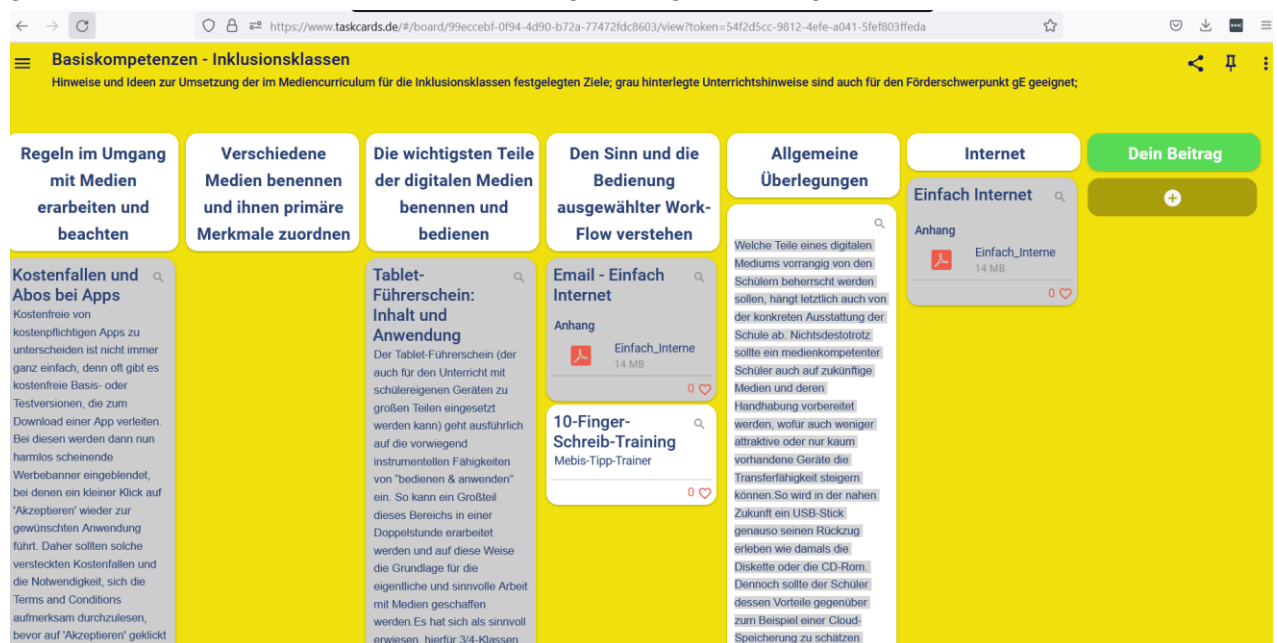 https://www.taskcards.de/#/board/99eccebf-0f94-4d90-b72a-77472fdc8603/view?token=54f2d5cc-9812-4efe-a041-5fef803ffeda
Basiskompetenzen - Inklusionsklassen
Hinweise und Ideen zur Umsetzung der im Mediencurriculum für die Inklusionsklassen festgelegten Ziele; grau hinterlegte Unterrichtshinweise sind auch für den Förderschwerpunkt gE geeignet;
Regeln im Umgang
mit Medien
erarbeiten und
beachten
Kostenfallen und
Abos bei Apps
Kostenfreie von
kostenpflichtigen Apps zu
unterscheiden ist nicht immer
ganz einfach, denn oft gibt es
kostenfreie Basis- oder
Testversionen, die zum
Download einer App verleiten.
Bei diesen werden dann nun
harmlos scheinende
Werbebanner eingeblendet,
bei denen ein kleiner Klick auf
'Akzeptieren' wieder zur
gewünschten Anwendung
führt. Daher sollten solche
versteckten Kostenfallen und
die Notwendigkeit, sich die
Terms and Conditions
aufmerksam durchzulesen,
bevor auf 'Akzeptieren' geklickt
Verschiedene
Medien benennen
und ihnen primäre
Merkmale zuordnen
Die wichtigsten Teile
der digitalen Medien
benennen und
bedienen
Tablet-
Führerschein:
Inhalt und
Anwendung
Der Tablet-Führerschein (der
auch für den Unterricht mit
schülereigenen Geräten zu
großen Teilen eingesetzt
werden kann) geht ausführlich
auf die vorwiegend
instrumentellen Fähigkeiten
von "bedienen & anwenden"
ein. So kann ein Großteil
dieses Bereichs in einer
Doppelstunde erarbeitet
werden und auf diese Weise
die Grundlage für die
eigentliche und sinnvolle Arbeit
mit Medien geschaffen
werden.Es hat sich als sinnvoll
erwiesen, hierfür 3/4-Klassen
Den Sinn und die
Bedienung
ausgewählter Work-
Flow verstehen
Email - Einfach
Internet
Anhang
Einfach_Interne
14 MB
0
10-Finger-
Schreib-Training
Mebis-Tipp-Trainer
0
Allgemeine
Überlegungen
Welche Teile eines digitalen
Mediums vorrangig von den
Schülern beherrscht werden
sollen, hängt letztlich auch von
der konkreten Ausstattung der
Schule ab. Nichtsdestotrotz
sollte ein medienkompetenter
Schüler auch auf zukünftige
Medien und deren
Handhabung vorbereitet
werden, wofür auch weniger
attraktive oder nur kaum
vorhandene Geräte die
Transferfähigkeit steigern
können.So wird in der nahen
Zukunft ein USB-Stick
genauso seinen Rückzug
erleben wie damals die
Diskette oder die CD-Rom.
Dennoch sollte der Schüler
dessen Vorteile gegenüber
zum Beispiel einer Cloud-
Speicherung zu schätzen
Internet
Einfach Internet
Anhang
Einfach_Interne
14 MB
0
Dein Beitrag